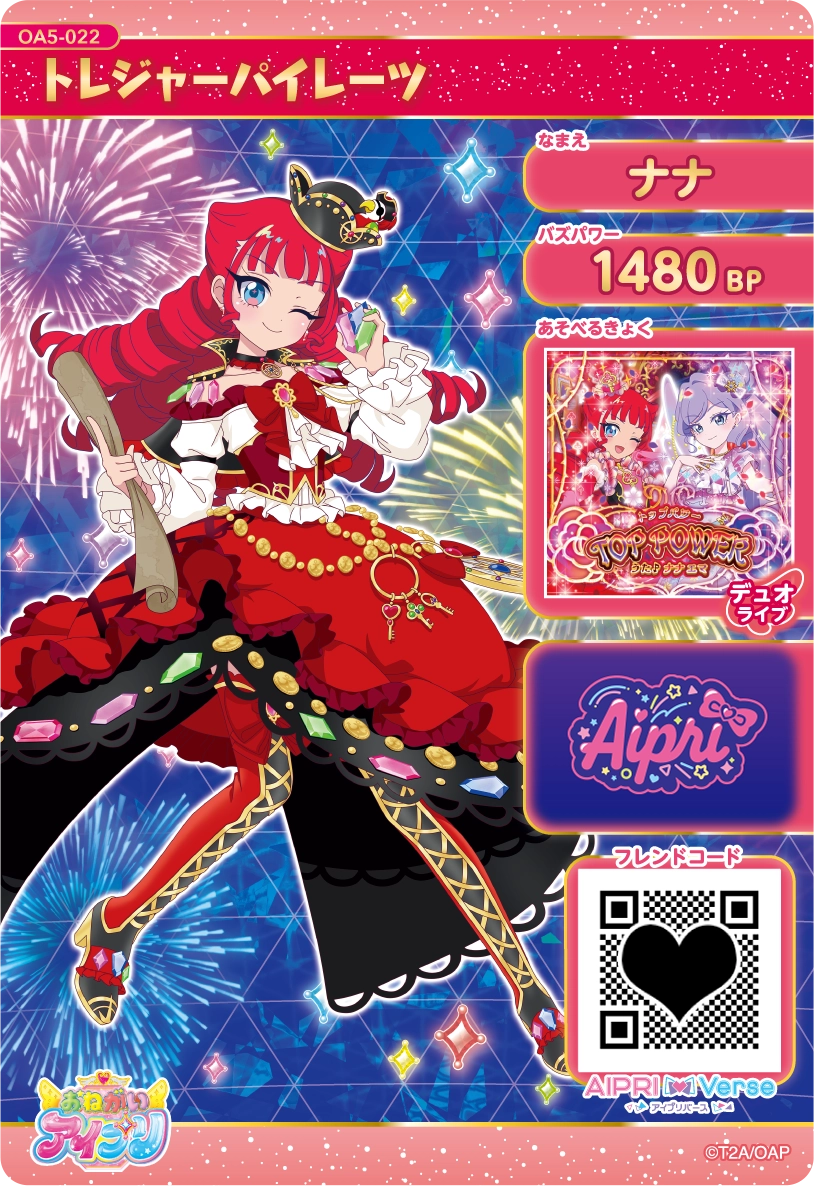 OA5-022
トレジャーパイレーツ
なまえ
ナナ
バズパワー
1480 BP
あそべるきょく
トップパワー
TOP POWER
うた♪ ナナ エマ
デュオ
ライブ
Aipri
フレンドコード
AIPRI Verse
アイプリバース
おねがい
アイプリ
©T2A/OAP